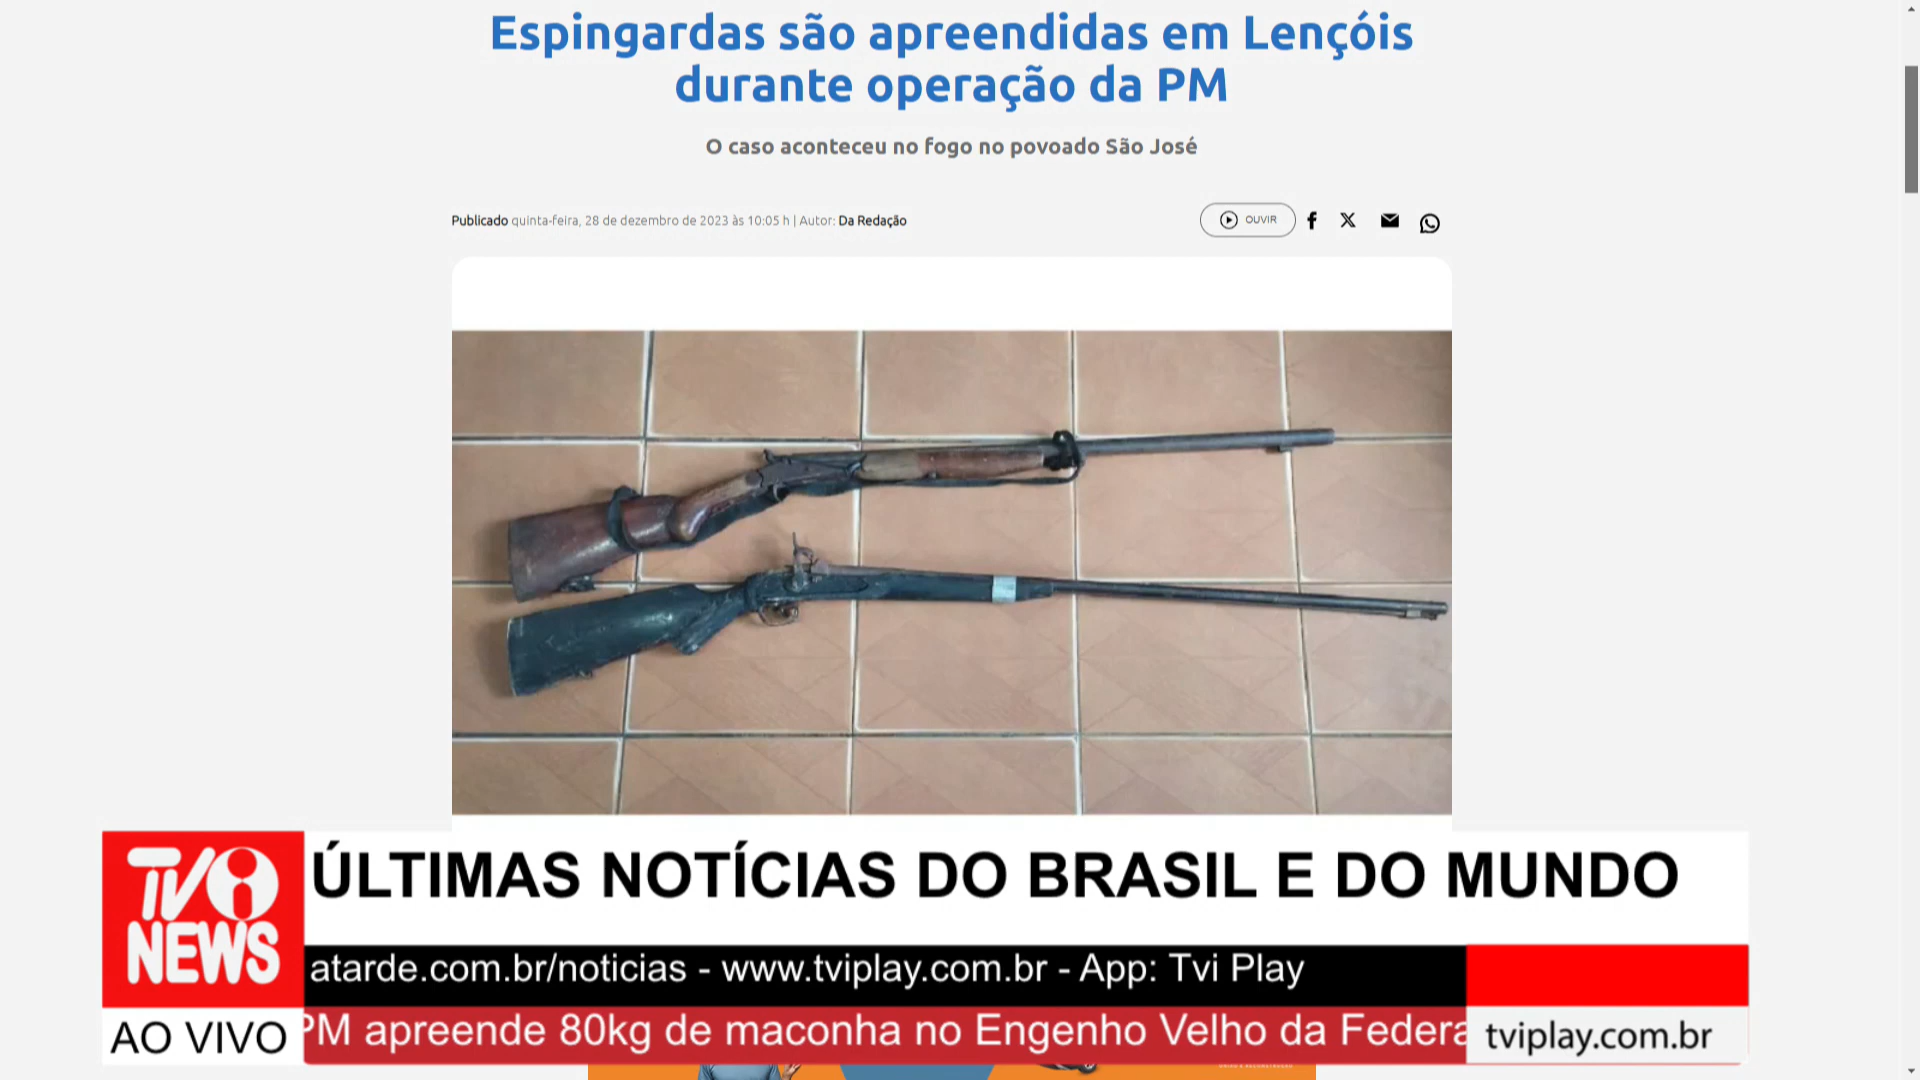 Espingardas são apreendidas em Lençóis
durante operação da PM
O caso aconteceu no fogo no povoado São José
Publicado quinta-feira, 28 de dezembro de 2023 às 10:05 h | Autor: Da Redação
OUVIR
TVi
NEWS
ÚLTIMAS NOTÍCIAS DO BRASIL E DO MUNDO
atarde.com.br/noticias - www.tviplay.com.br - App: Tvi Play
AO VIVO
PM apreende 80kg de maconha no Engenho Velho da Federa
tviplay.com.br